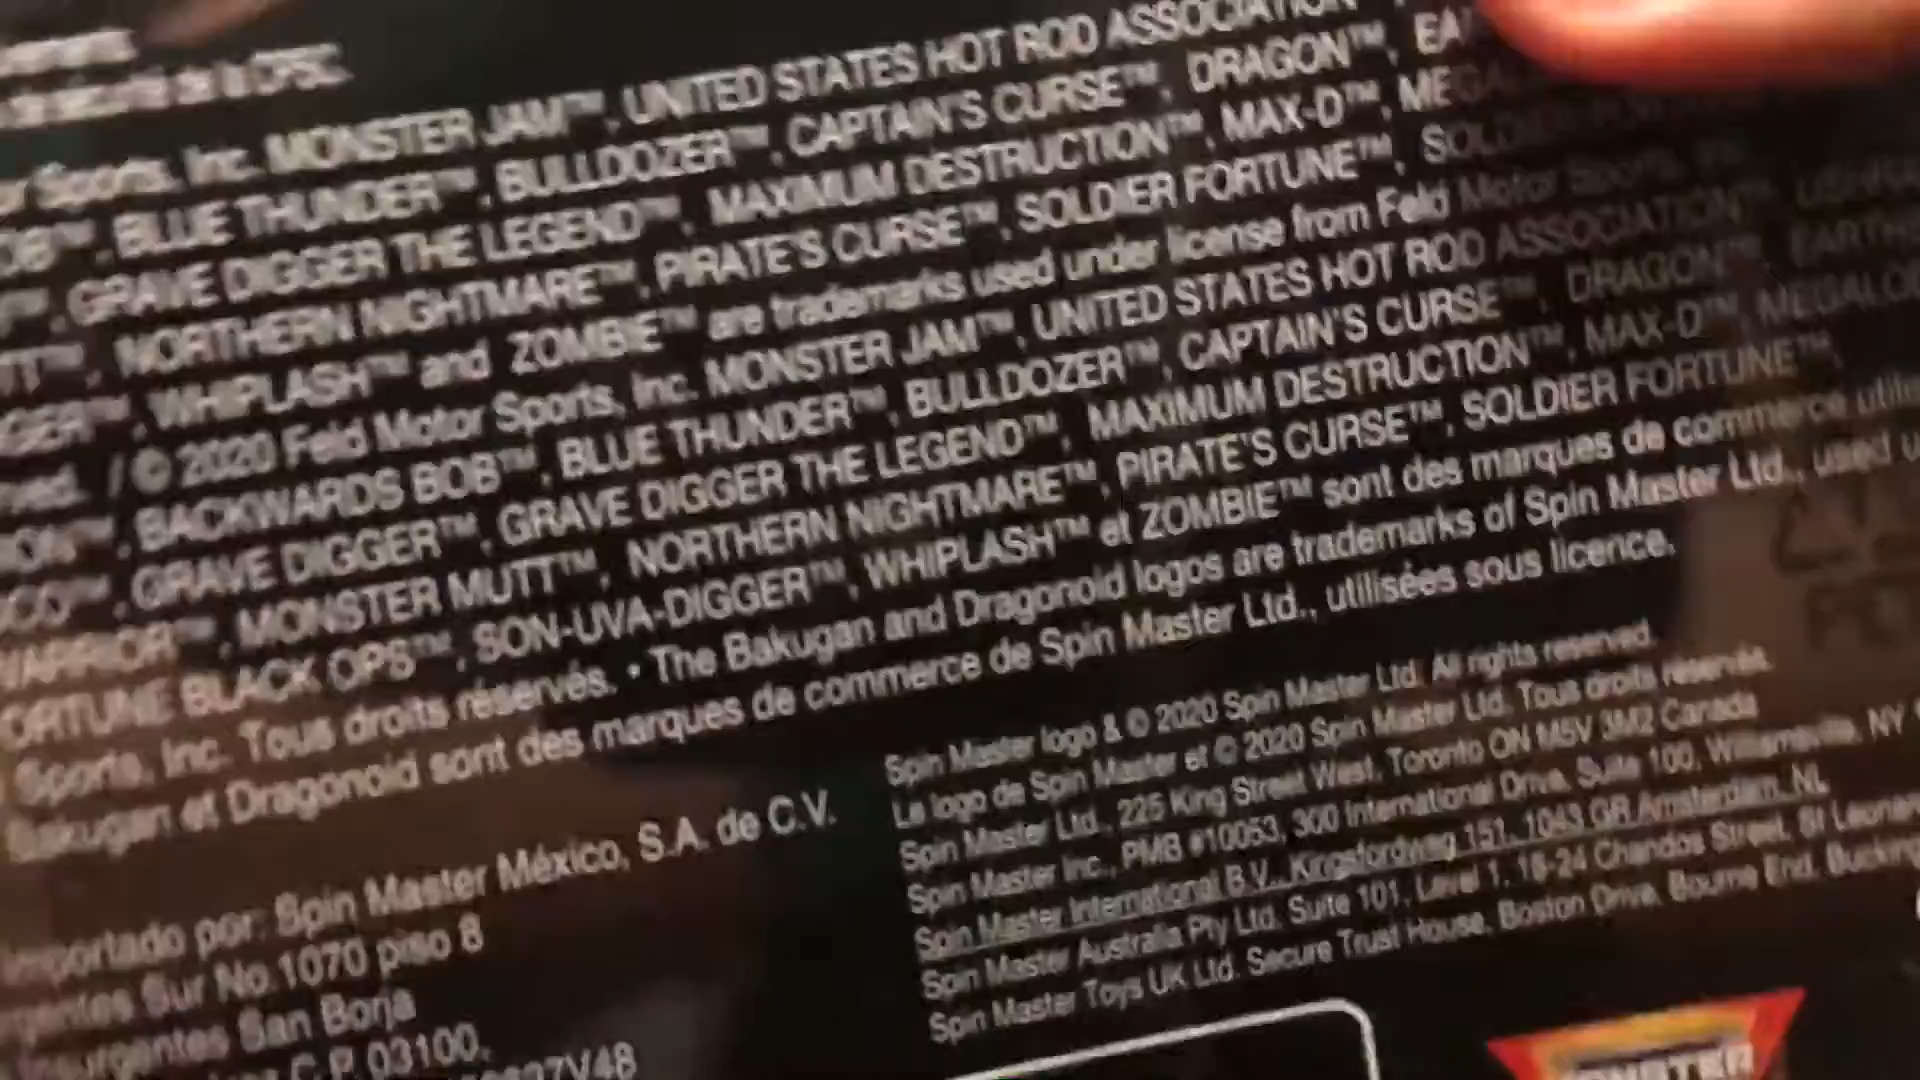 de la CPSC.
Sports, Inc. MONSTER JAM™, UNITED STATES HOT ROD ASSOCIATION
BLUE THUNDER™, BULLDOZER™, CAPTAIN'S CURSE™, DRAGON™,
GRAVE DIGGER THE LEGEND™, MAXIMUM DESTRUCTION™, MAX-D™,
NORTHERN NIGHTMARE™, PIRATE'S CURSE™, SOLDIER FORTUNE™,
WHIPLASH™ and ZOMBIE™ are trademarks used under license from Feld Motor Sports,
/ © 2020 Feld Motor Sports, Inc. MONSTER JAM™, UNITED STATES HOT ROD ASSOCIATION™,
BACKWARDS BOB™, BLUE THUNDER™, BULLDOZER™, CAPTAIN'S CURSE™, DRAGON™,
GRAVE DIGGER™, GRAVE DIGGER THE LEGEND™, MAXIMUM DESTRUCTION™, MAX-D™,
WARRIOR™, MONSTER MUTT™, NORTHERN NIGHTMARE™, PIRATE'S CURSE™, SOLDIER FORTUNE™,
ORTUNE BLACK OPS™, SON-UVA-DIGGER™, WHIPLASH™ et ZOMBIE™ sont des marques de commerce
Sports, Inc. Tous droits réservés. • The Bakugan and Dragonoid logos are trademarks of Spin Master Ltd., used
Bakugan et Dragonoid sont des marques de commerce de Spin Master Ltd., utilisées sous licence.
Importado por: Spin Master México, S.A. de C.V.
Sur No.1070 piso 8
Insurgentes San Borja
C.P. 03100.
7V48
Spin Master logo & © 2020 Spin Master Ltd. All rights reserved.
Le logo de Spin Master et © 2020 Spin Master Ltd. Tous droits réservés.
Spin Master Ltd., 225 King Street West, Toronto ON M5V 3M2 Canada
Spin Master Inc., PMB #10053, 300 International Drive, Suite 100, Williamsville, NY
Spin Master International B.V., Kingsfordweg 151, 1043 GR Amsterdam, NL
Spin Master Australia Pty Ltd, Suite 101, Level 1, 18-24 Chandos Street, St
Spin Master Toys UK Ltd. Secure Trust House, Boston Drive, Bourne End,